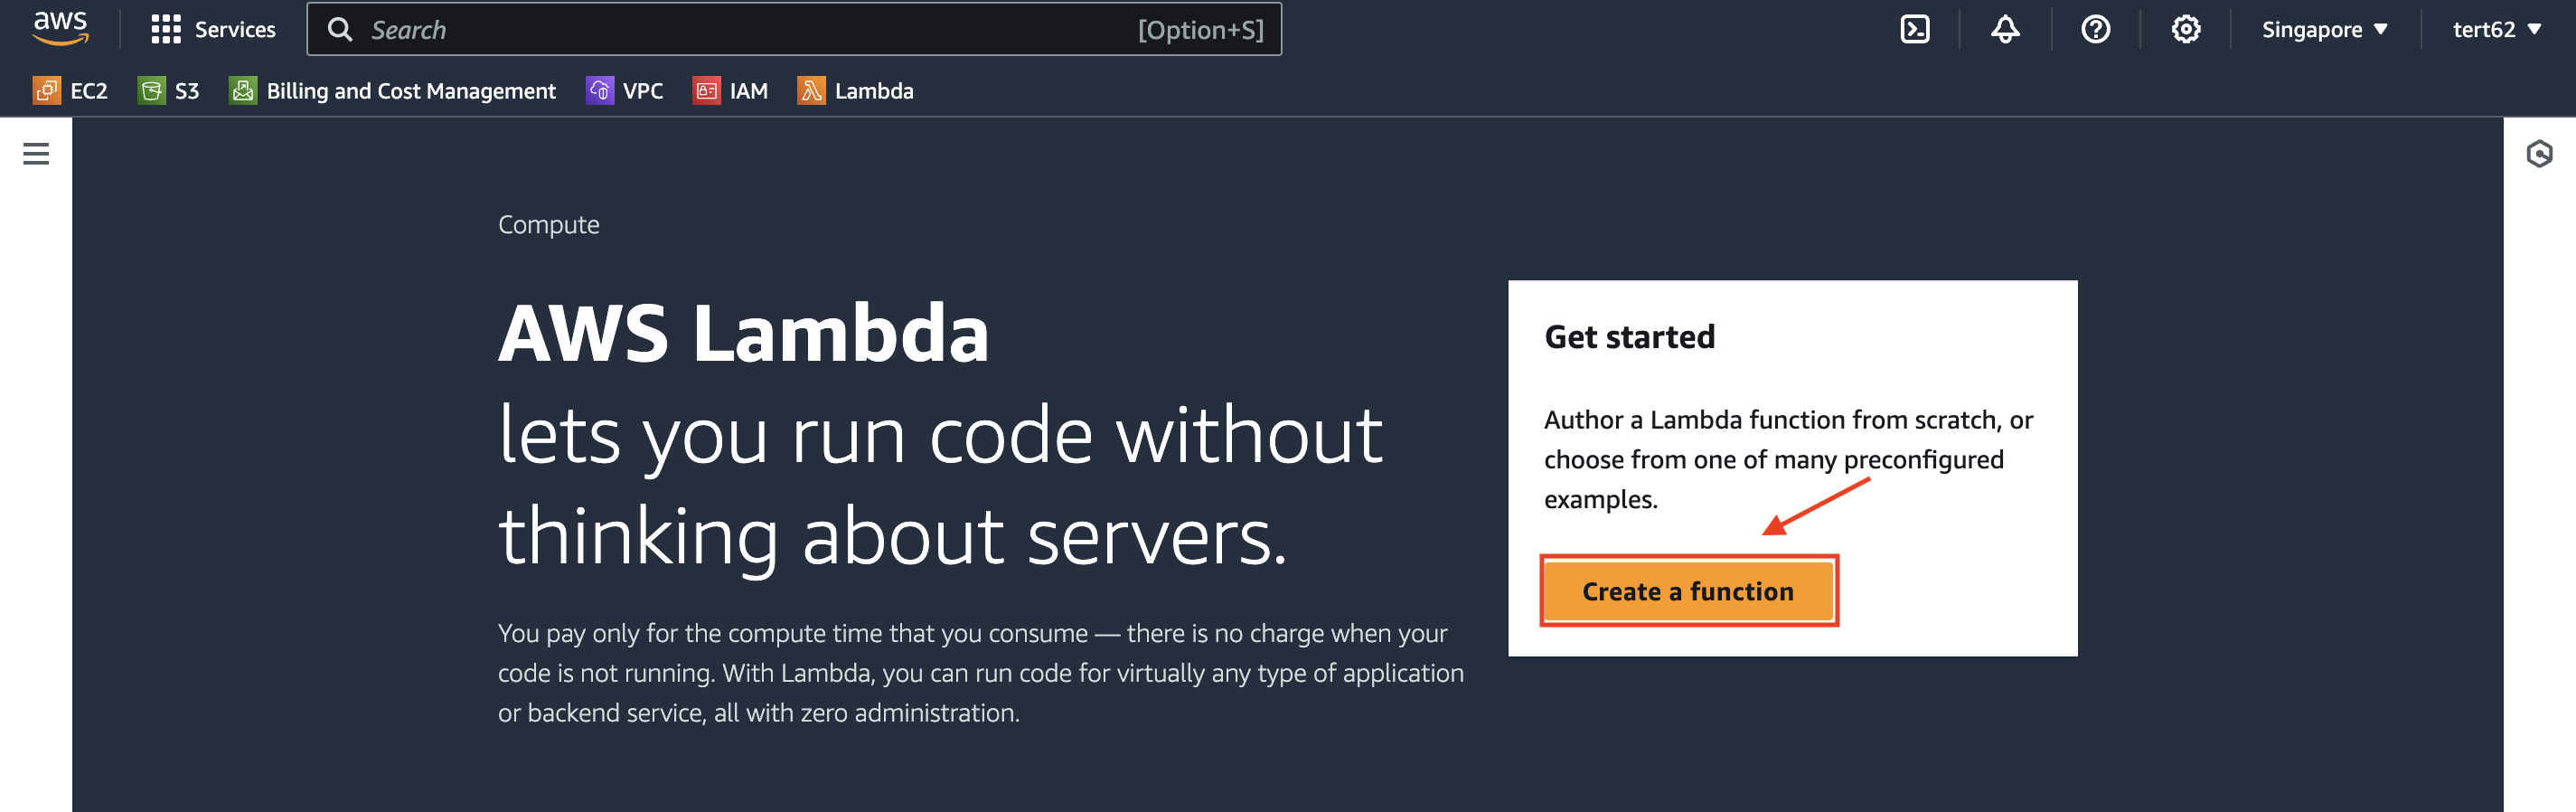 aws Services Search [Option+S] Singapore tert62
EC2 S3 Billing and Cost Management VPC IAM Lambda
Compute
AWS Lambda
lets you run code without
thinking about servers.
You pay only for the compute time that you consume — there is no charge when your
code is not running. With Lambda, you can run code for virtually any type of application
or backend service, all with zero administration.
Get started
Author a Lambda function from scratch, or
choose from one of many preconfigured
examples.
Create a function